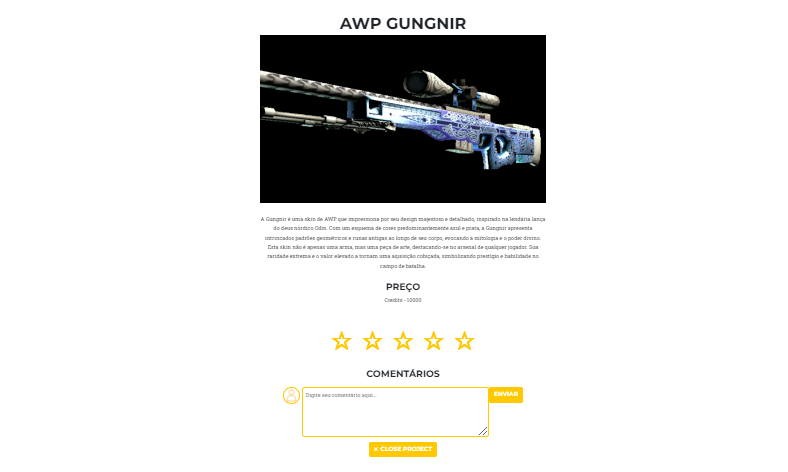 AWP GUNGNIR
A Gungnir é uma skin de AWP que impressiona por seu design majestoso e detalhado, inspirado na lendária lança
do deus nórdico Odin. Com um esquema de cores predominantemente azul e prata, a Gungnir apresenta
intrincados padrões geométricos e runas antigas ao longo de seu corpo, evocando a mitologia e o poder divino.
Esta skin não é apenas uma arma, mas uma peça de arte, destacando-se no arsenal de qualquer jogador. Sua
raridade extrema e o valor elevado a tornam uma aquisição cobiçada, simbolizando prestígio e habilidade no
campo de batalha.
PREÇO
Credits - 10000
COMENTÁRIOS
Digite seu comentário aqui...
ENVIAR
× CLOSE PROJECT